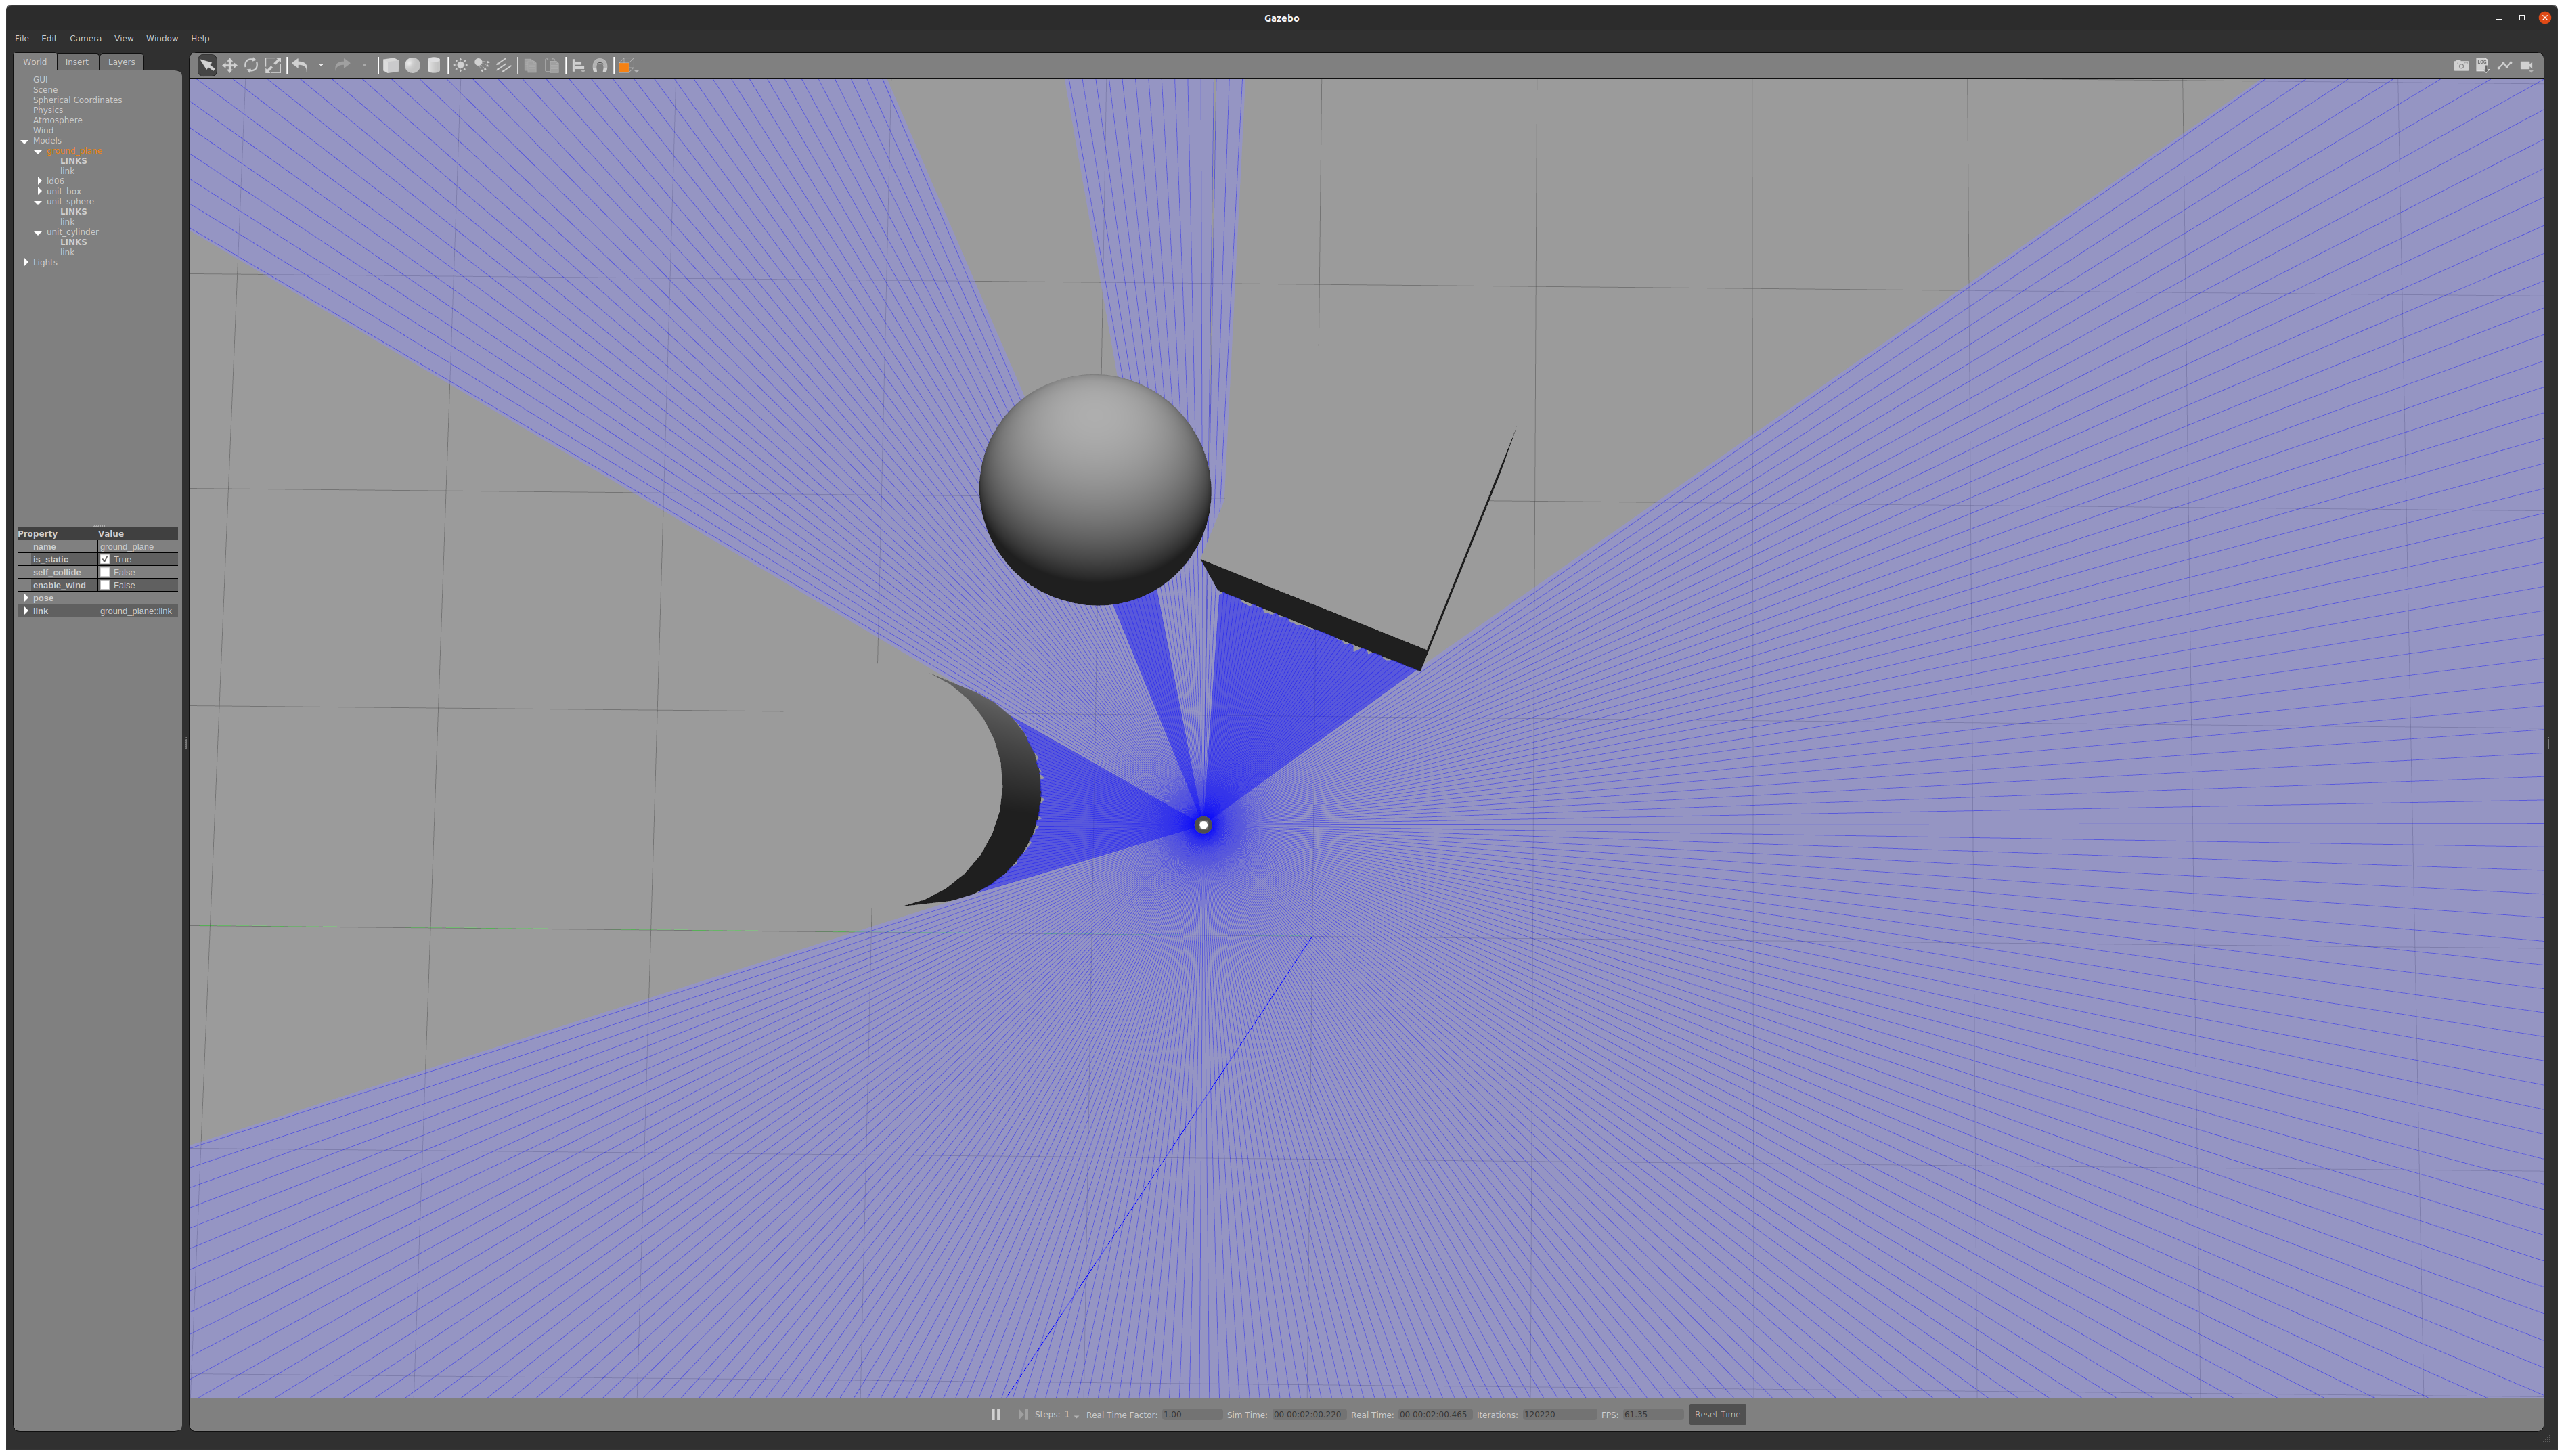 Gazebo
File Edit Camera View Window Help
World Insert Layers
GUI
Scene
Spherical Coordinates
Physics
Atmosphere
Wind
Models
ground_plane
LINKS
link
ld06
unit_box
unit_sphere
LINKS
link
unit_cylinder
LINKS
link
Lights
Property Value
name ground_plane
is_static True
self_collide False
enable_wind False
pose
link ground_plane::link
LOG
Steps: 1 Real Time Factor: 1.00 Sim Time: 00 00:02:00.220 Real Time: 00 00:02:00.465 Iterations: 120220 FPS: 61.35 Reset Time